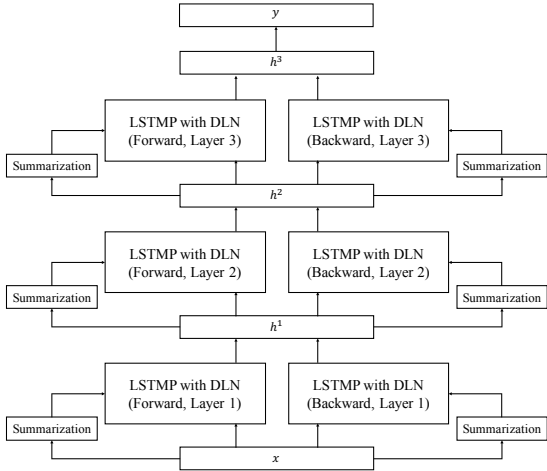 y
h³
LSTMP with DLN
(Forward, Layer 3)
LSTMP with DLN
(Backward, Layer 3)
Summarization
Summarization
h²
LSTMP with DLN
(Forward, Layer 2)
LSTMP with DLN
(Backward, Layer 2)
Summarization
Summarization
h¹
LSTMP with DLN
(Forward, Layer 1)
LSTMP with DLN
(Backward, Layer 1)
Summarization
Summarization
x